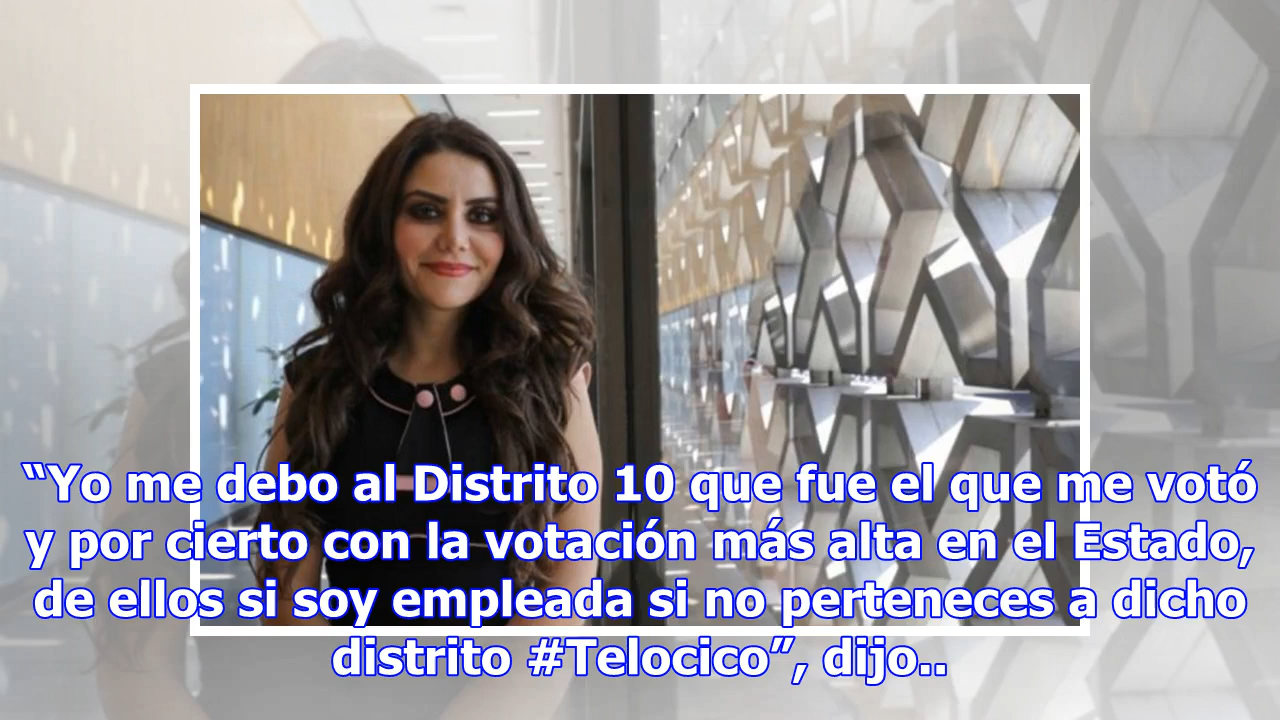 “Yo me debo al Distrito 10 que fue el que me votó
y por cierto con la votación más alta en el Estado,
de ellos si soy empleada si no perteneces a dicho
distrito #Telocico”, dijo..